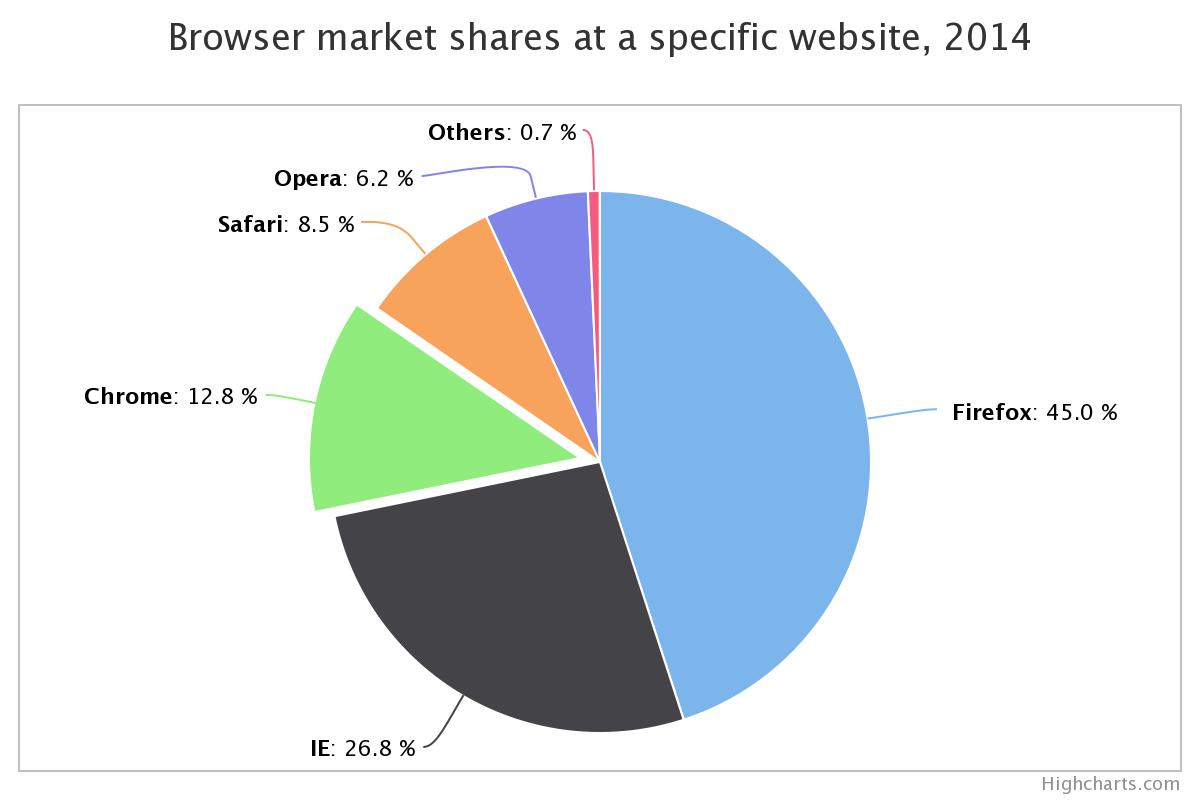 Browser market shares at a specific website, 2014
Others: 0.7 %
Opera: 6.2 %
Safari: 8.5 %
Chrome: 12.8 %
Firefox: 45.0 %
IE: 26.8 %
Highcharts.com